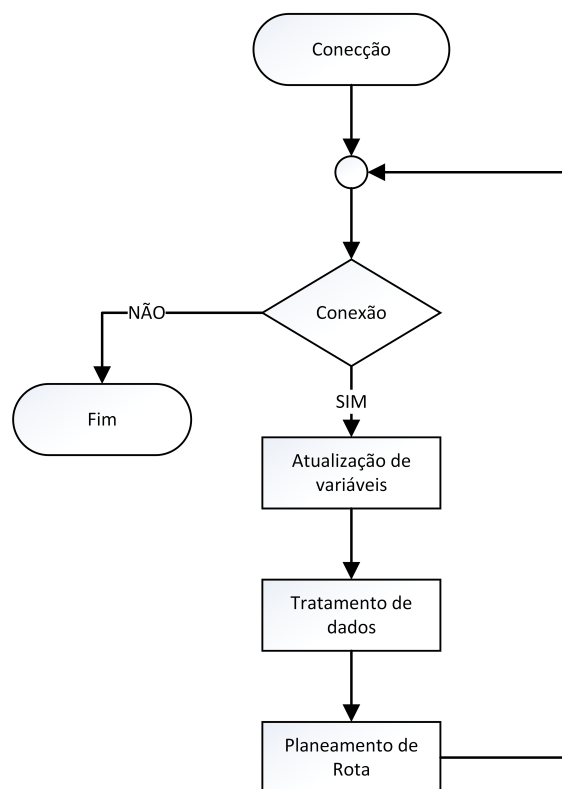 Conecção
Conexão
NÃO
Fim
SIM
Atualização de
variáveis
Tratamento de
dados
Planeamento de
Rota